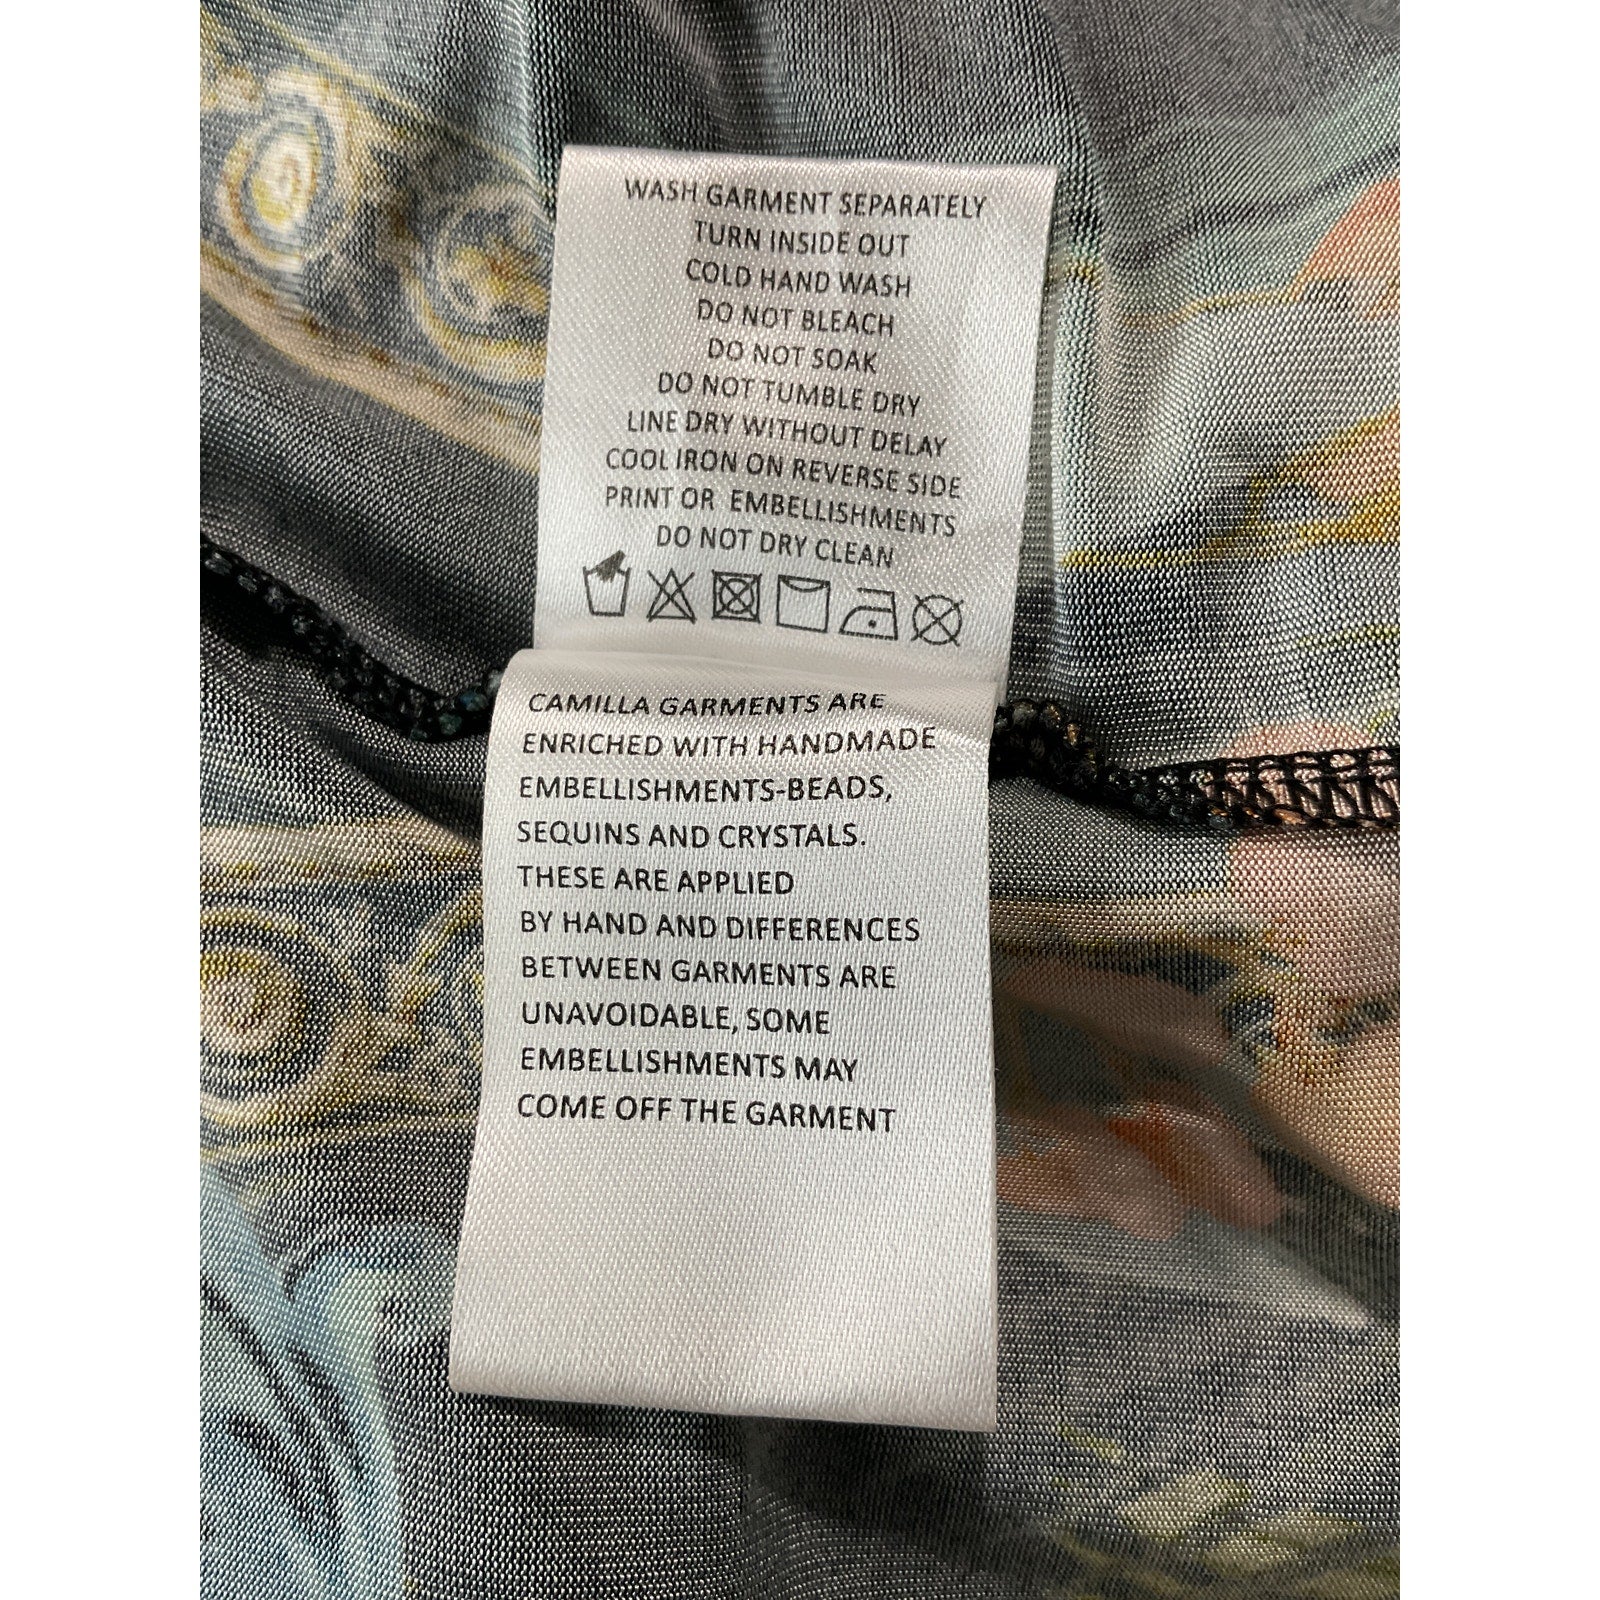 WASH GARMENT SEPARATELY
TURN INSIDE OUT
COLD HAND WASH
DO NOT BLEACH
DO NOT SOAK
DO NOT TUMBLE DRY
LINE DRY WITHOUT DELAY
COOL IRON ON REVERSE SIDE
PRINT OR EMBELLISHMENTS
DO NOT DRY CLEAN
CAMILLA GARMENTS ARE
ENRICHED WITH HANDMADE
EMBELLISHMENTS-BEADS,
SEQUINS AND CRYSTALS.
THESE ARE APPLIED
BY HAND AND DIFFERENCES
BETWEEN GARMENTS ARE
UNAVOIDABLE, SOME
EMBELLISHMENTS MAY
COME OFF THE GARMENT